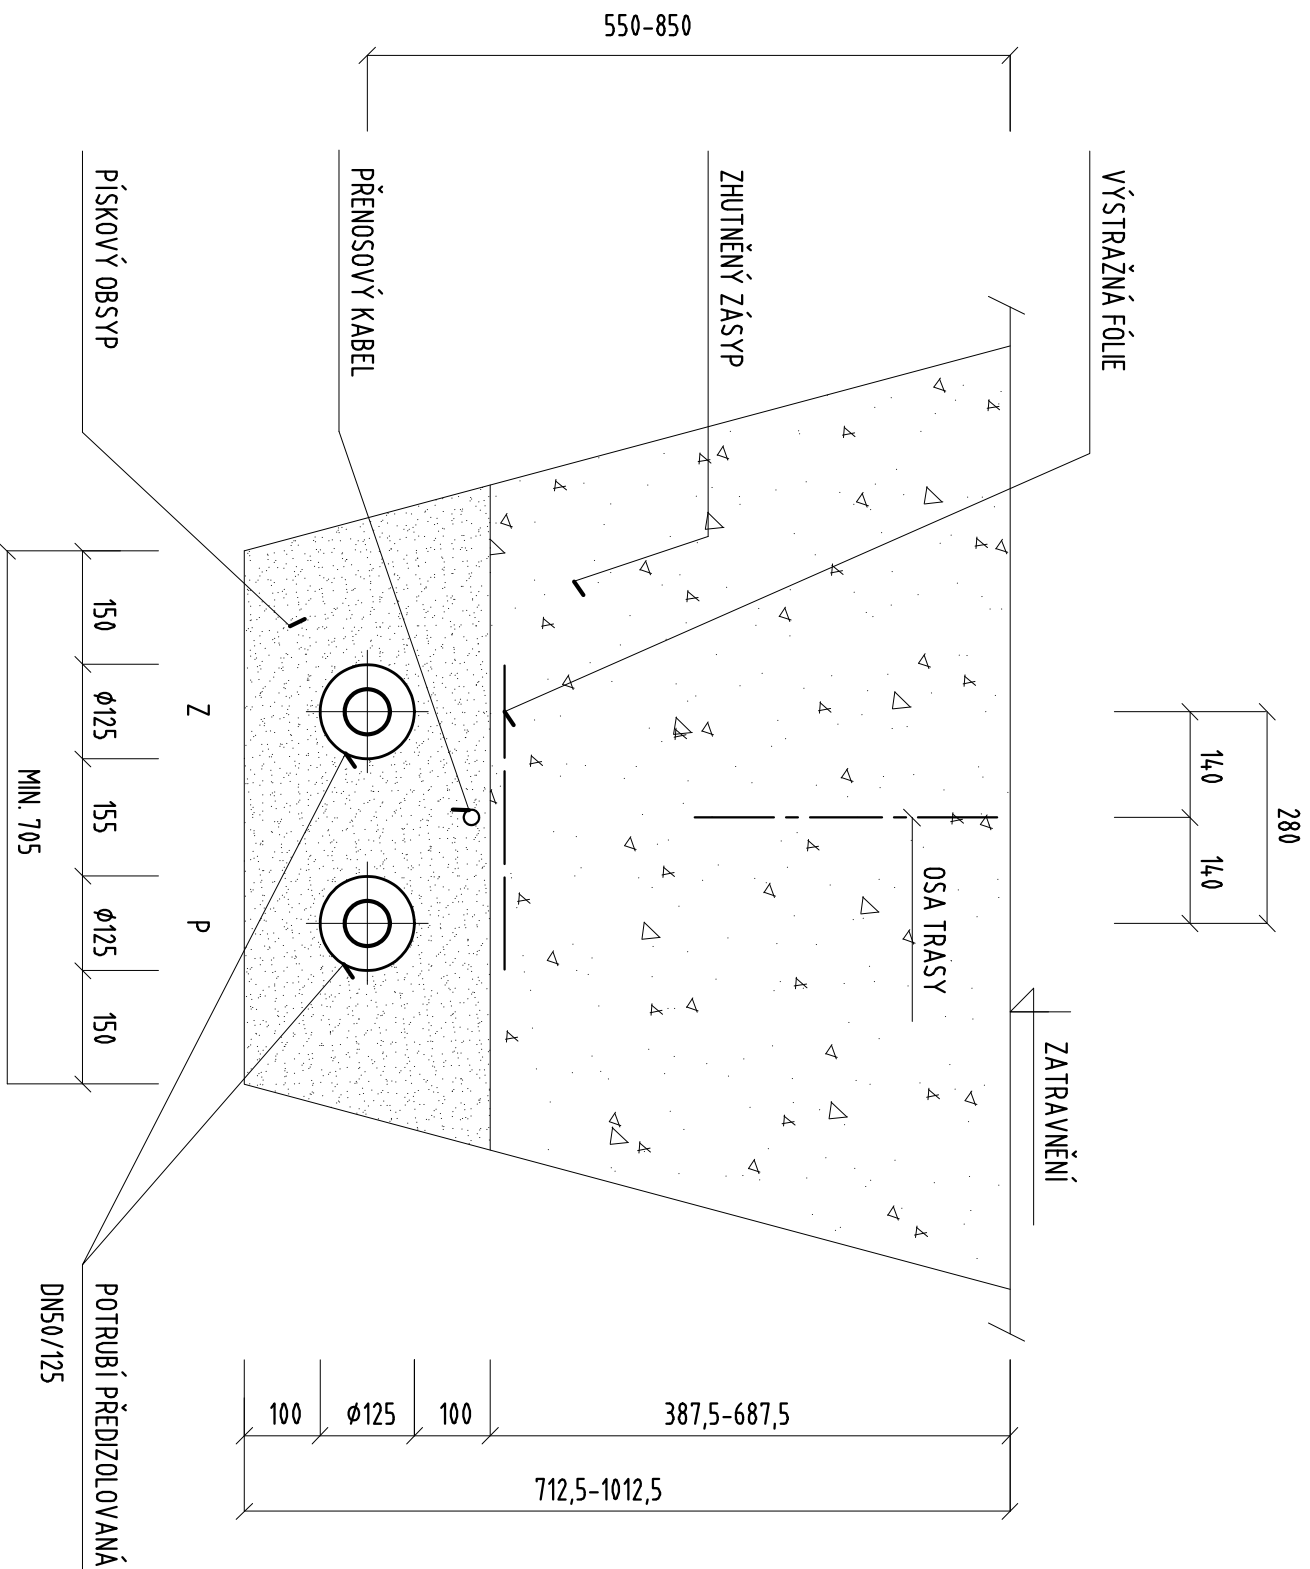 280
140
140
ZATRAVNĚNÍ
VÝSTRAŽNÁ FÓLIE
OSA TRASY
ZHUTNĚNÝ ZÁSYP
PŘENOSOVÝ KABEL
PÍSKOVÝ OBSYP
550-850
387,5-687,5
712,5-1012,5
100
Ø125
100
Z
P
150
Ø125
155
Ø125
150
MIN. 705
POTRUBÍ PŘEDIZOLOVANÁ
DN50/125